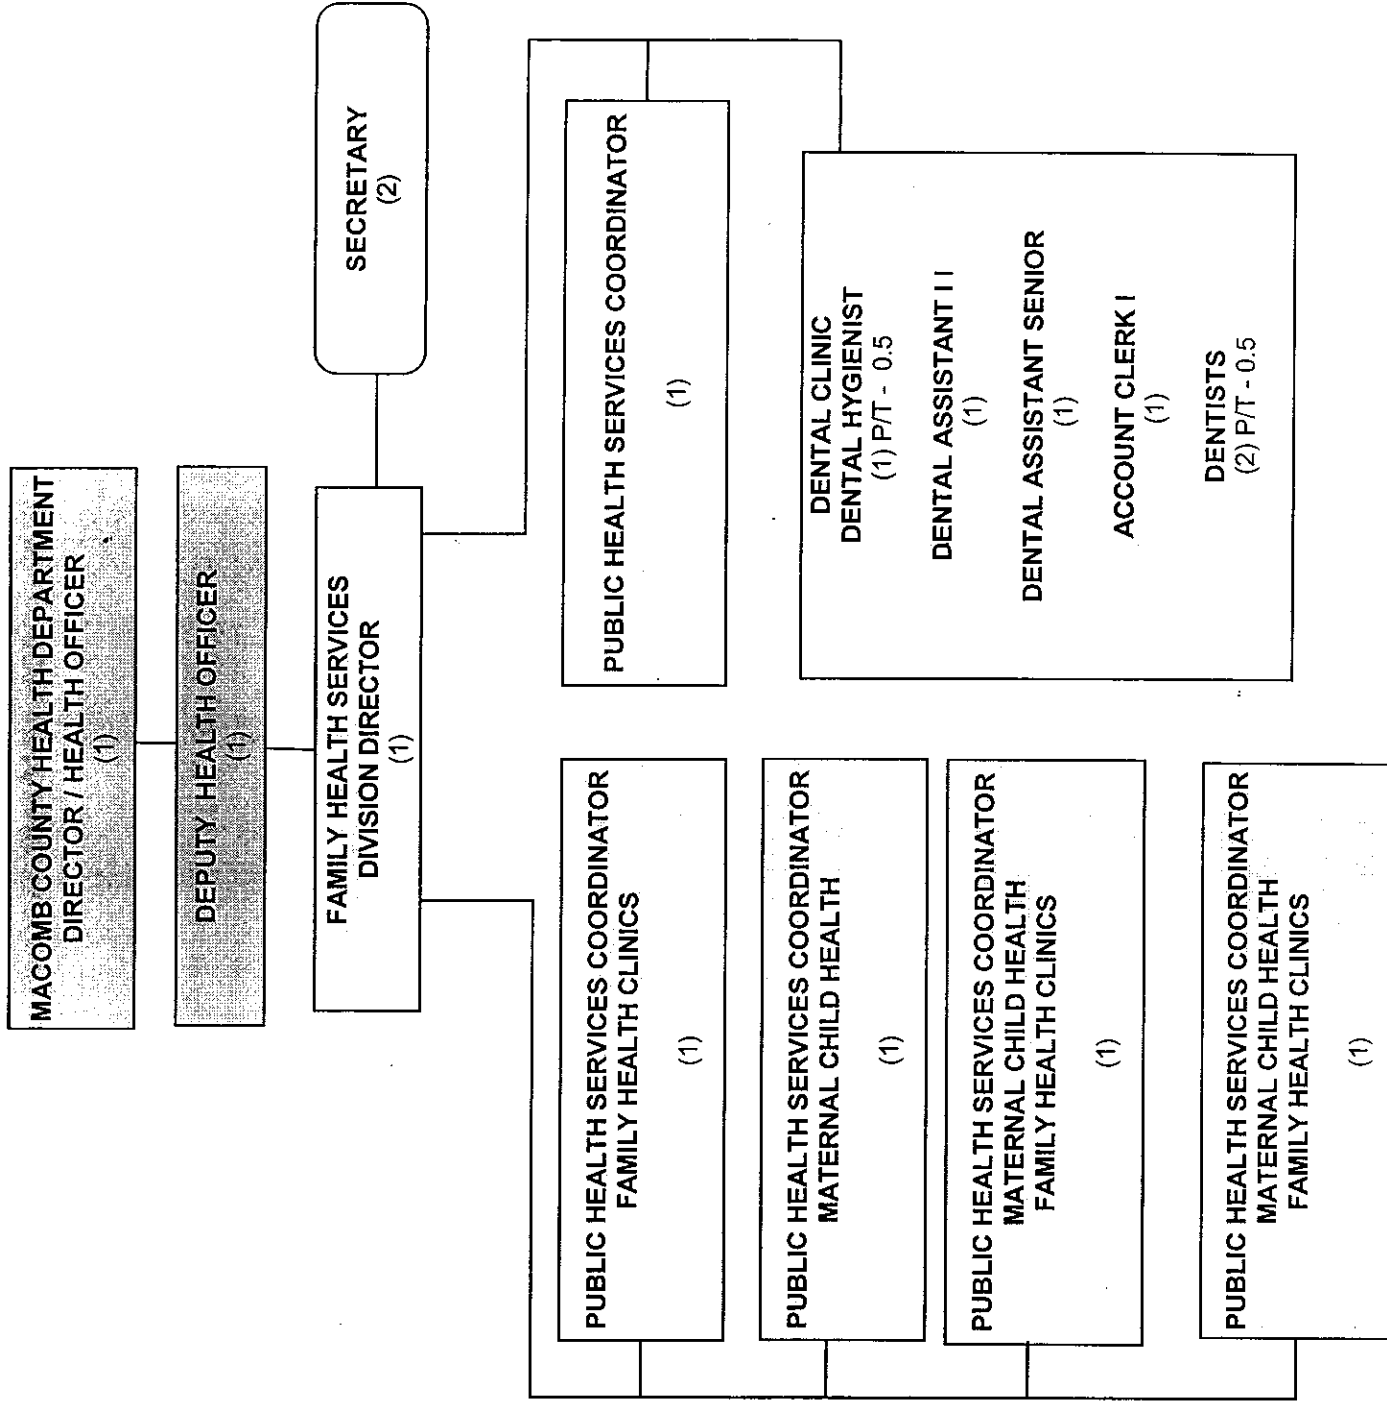 MACOMB COUNTY HEALTH DEPARTMENT
DIRECTOR / HEALTH OFFICER
(1)
DEPUTY HEALTH OFFICER
(1)
FAMILY HEALTH SERVICES
DIVISION DIRECTOR
(1)
SECRETARY
(2)
PUBLIC HEALTH SERVICES COORDINATOR
FAMILY HEALTH CLINICS
(1)
PUBLIC HEALTH SERVICES COORDINATOR
MATERNAL CHILD HEALTH
(1)
PUBLIC HEALTH SERVICES COORDINATOR
MATERNAL CHILD HEALTH
FAMILY HEALTH CLINICS
(1)
PUBLIC HEALTH SERVICES COORDINATOR
MATERNAL CHILD HEALTH
FAMILY HEALTH CLINICS
(1)
PUBLIC HEALTH SERVICES COORDINATOR
(1)
DENTAL CLINIC
DENTAL HYGIENIST
(1) P/T - 0.5
DENTAL ASSISTANT I I
(1)
DENTAL ASSISTANT SENIOR
(1)
ACCOUNT CLERK I
(1)
DENTISTS
(2) P/T - 0.5